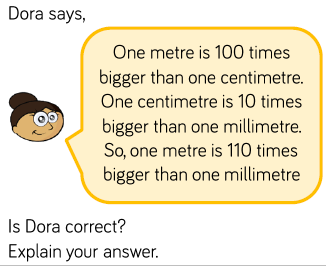 Dora says,
One metre is 100 times
bigger than one centimetre.
One centimetre is 10 times
bigger than one millimetre.
So, one metre is 110 times
bigger than one millimetre
Is Dora correct?
Explain your answer.